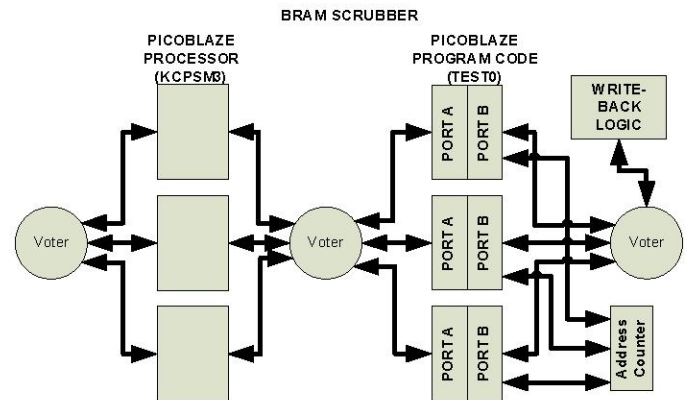 BRAM SCRUBBER
PICOBLAZE
PROCESSOR
(KCPSM3)
PICOBLAZE
PROGRAM CODE
(TEST0)
WRITE-
BACK
LOGIC
PORT A
PORT B
Voter
PORT A
PORT B
Voter
Voter
PORT A
PORT B
Address
Counter